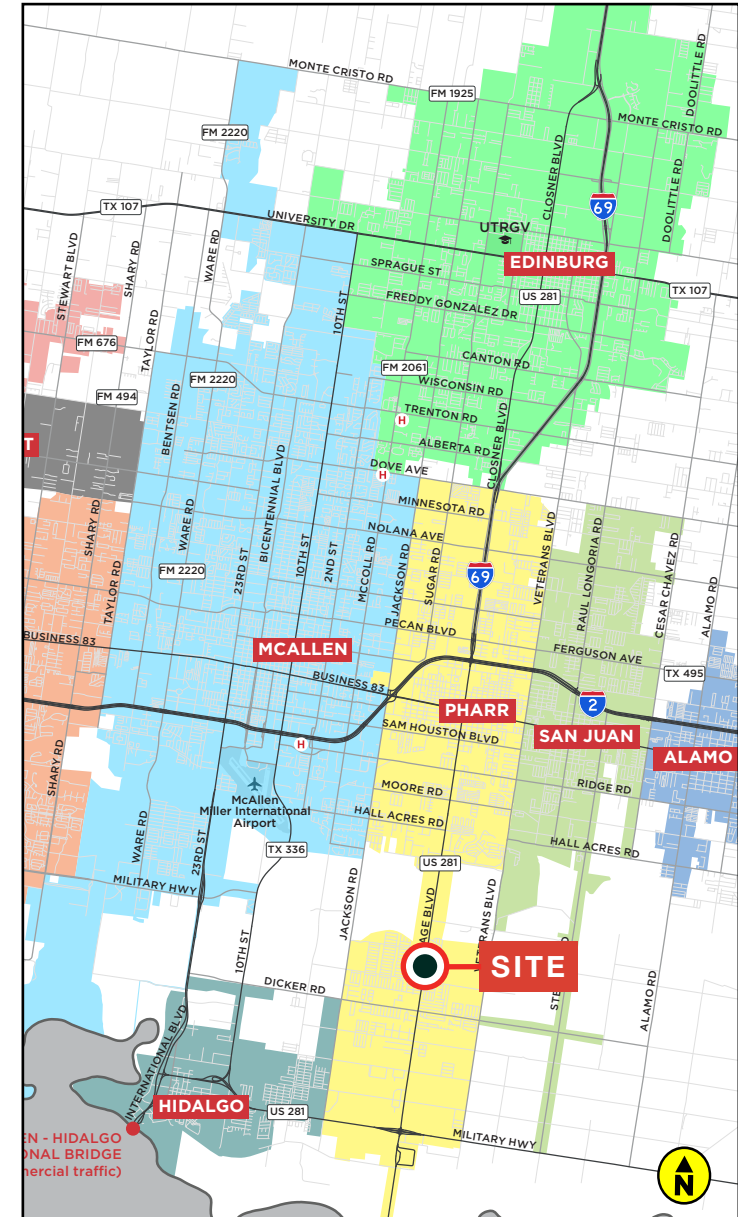 MONTE CRISTO RD
FM 1925
DOOLITTLE RD
MONTE CRISTO RD
FM 2220
CLOSNER BLVD
DOOLITTLE RD
69
TX 107
UNIVERSITY DR
UTRGV
EDINBURG
STEWART BLVD
SHARY RD
WARE RD
SPRAGUE ST
US 281
TX 107
FREDDY GONZALEZ DR
TAYLOR RD
10TH ST
FM 676
CANTON RD
FM 2061
FM 2220
WISCONSIN RD
FM 494
TRENTON RD
H
BENTSEN RD
ALBERTA RD
CLOSNER BLVD
T
DOVE AVE
H
BICENTENNIAL BLVD
MINNESOTA RD
SHARY RD
WARE RD
NOLANA AVE
VETERANS BLVD
RAUL LONGORIA RD
10TH ST
2ND ST
MCCOLL RD
JACKSON RD
SUGAR RD
23RD ST
FM 2220
69
CESAR CHAVEZ RD
ALAMO RD
TAYLOR RD
PECAN BLVD
BUSINESS 83
MCALLEN
FERGUSON AVE
TX 495
BUSINESS 83
PHARR
2
SAN JUAN
SAM HOUSTON BLVD
H
ALAMO
SHARY RD
MOORE RD
RIDGE RD
McAllen
Miller International
Airport
HALL ACRES RD
WARE RD
23RD ST
TX 336
HALL ACRES RD
US 281
MILITARY HWY
JACKSON RD
AGE BLVD
10TH ST
SITE
DICKER RD
ALAMO RD
INTERNATIONAL BLVD
HIDALGO
US 281
MILITARY HWY
EN - HIDALGO
ONAL BRIDGE
ercial traffic)
N